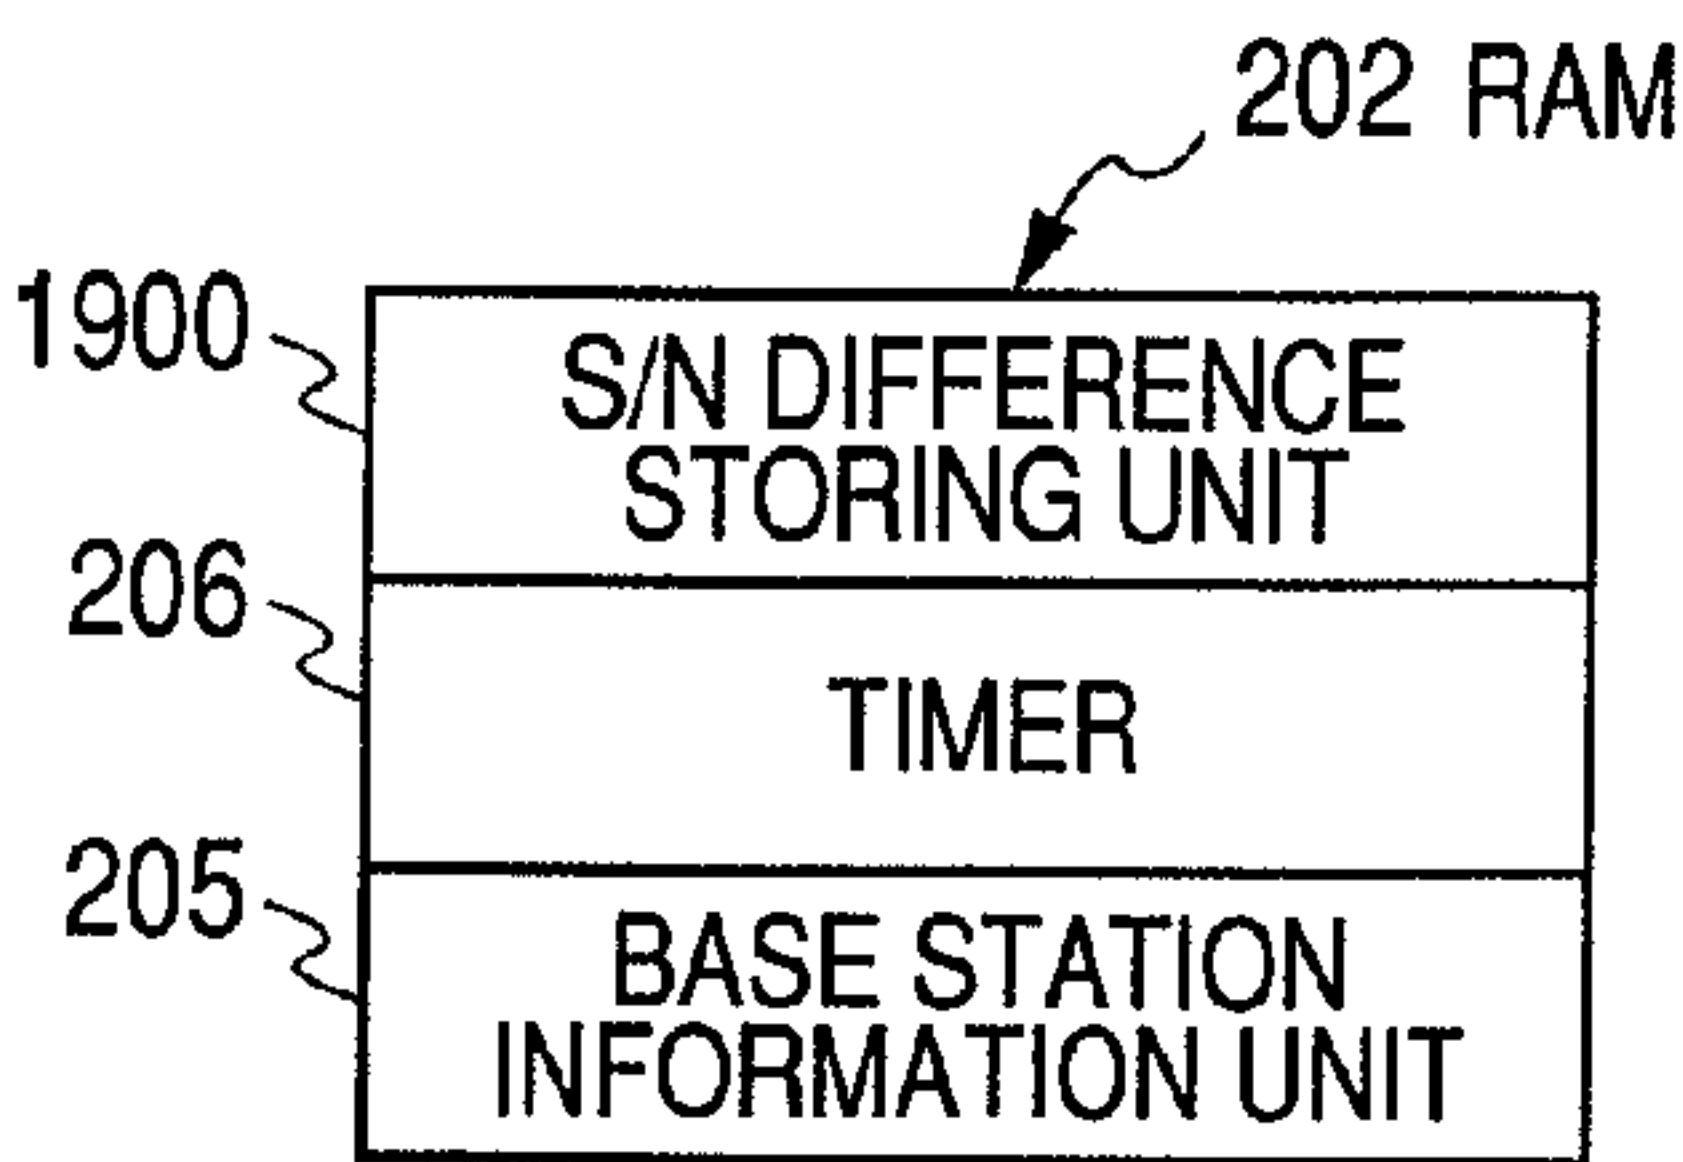 202 RAM
1900
S/N DIFFERENCE
STORING UNIT
206
TIMER
205
BASE STATION
INFORMATION UNIT